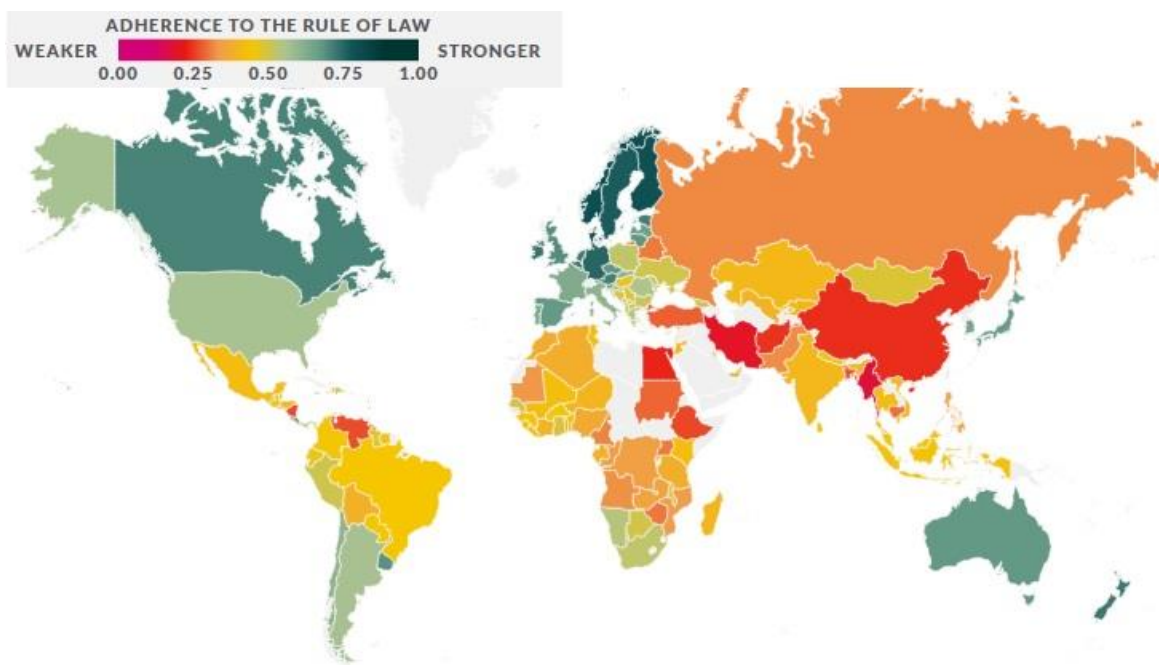 ADHERENCE TO THE RULE OF LAW
WEAKER STRONGER
0.00 0.25 0.50 0.75 1.00